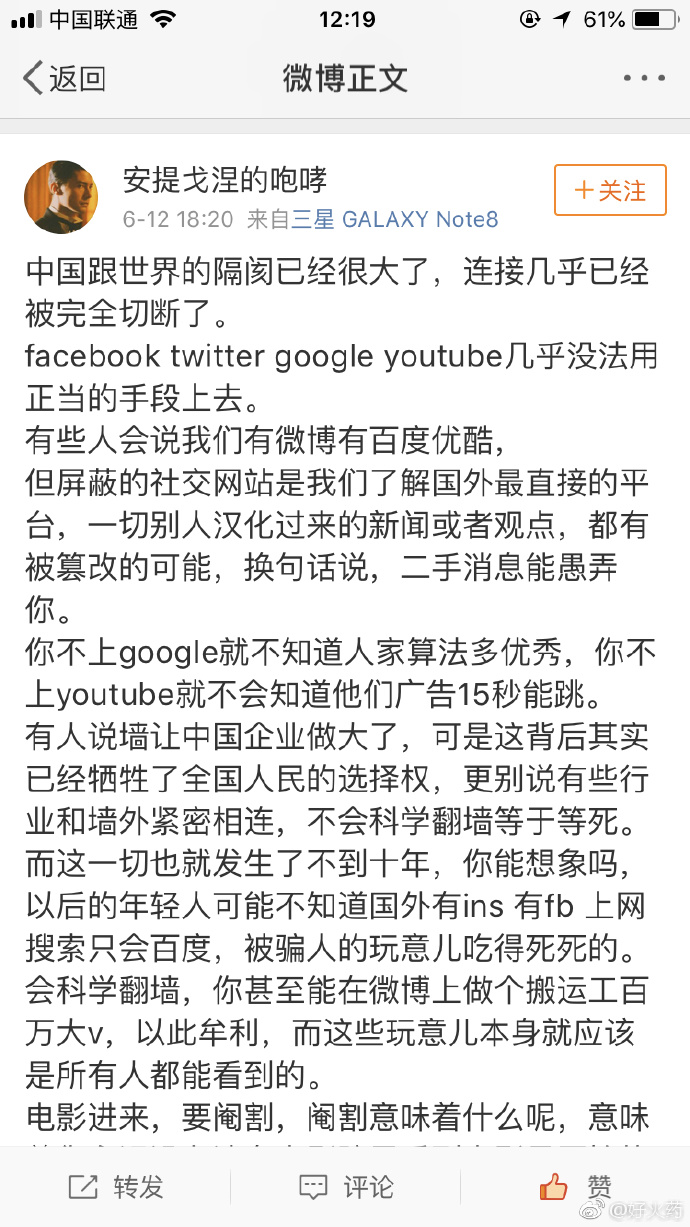 中国联通 12:19 61%
返回 微博正文
安提戈涅的咆哮
+关注
6-12 18:20 来自三星 GALAXY Note8
中国跟世界的隔阂已经很大了，连接几乎已经
被完全切断了。
facebook twitter google youtube几乎没法用
正当的手段上去。
有些人会说我们有微博有百度优酷，
但屏蔽的社交网站是我们了解国外最直接的平
台，一切别人汉化过来的新闻或者观点，都有
被篡改的可能，换句话说，二手消息能愚弄
你。
你不上google就不知道人家算法多优秀，你不
上youtube就不会知道他们广告15秒能跳。
有人说墙让中国企业做大了，可是这背后其实
已经牺牲了全国人民的选择权，更别说有些行
业和墙外紧密相连，不会科学翻墙等于等死。
而这一切也就发生了不到十年，你能想象吗，
以后的年轻人可能不知道国外有ins 有fb 上网
搜索只会百度，被骗人的玩意儿吃得死死的。
会科学翻墙，你甚至能在微博上做个搬运工百
万大v，以此牟利，而这些玩意儿本身就应该
是所有人都能看到的。
电影进来，要阉割，阉割意味着什么呢，意味
转发 评论 赞
@好火药